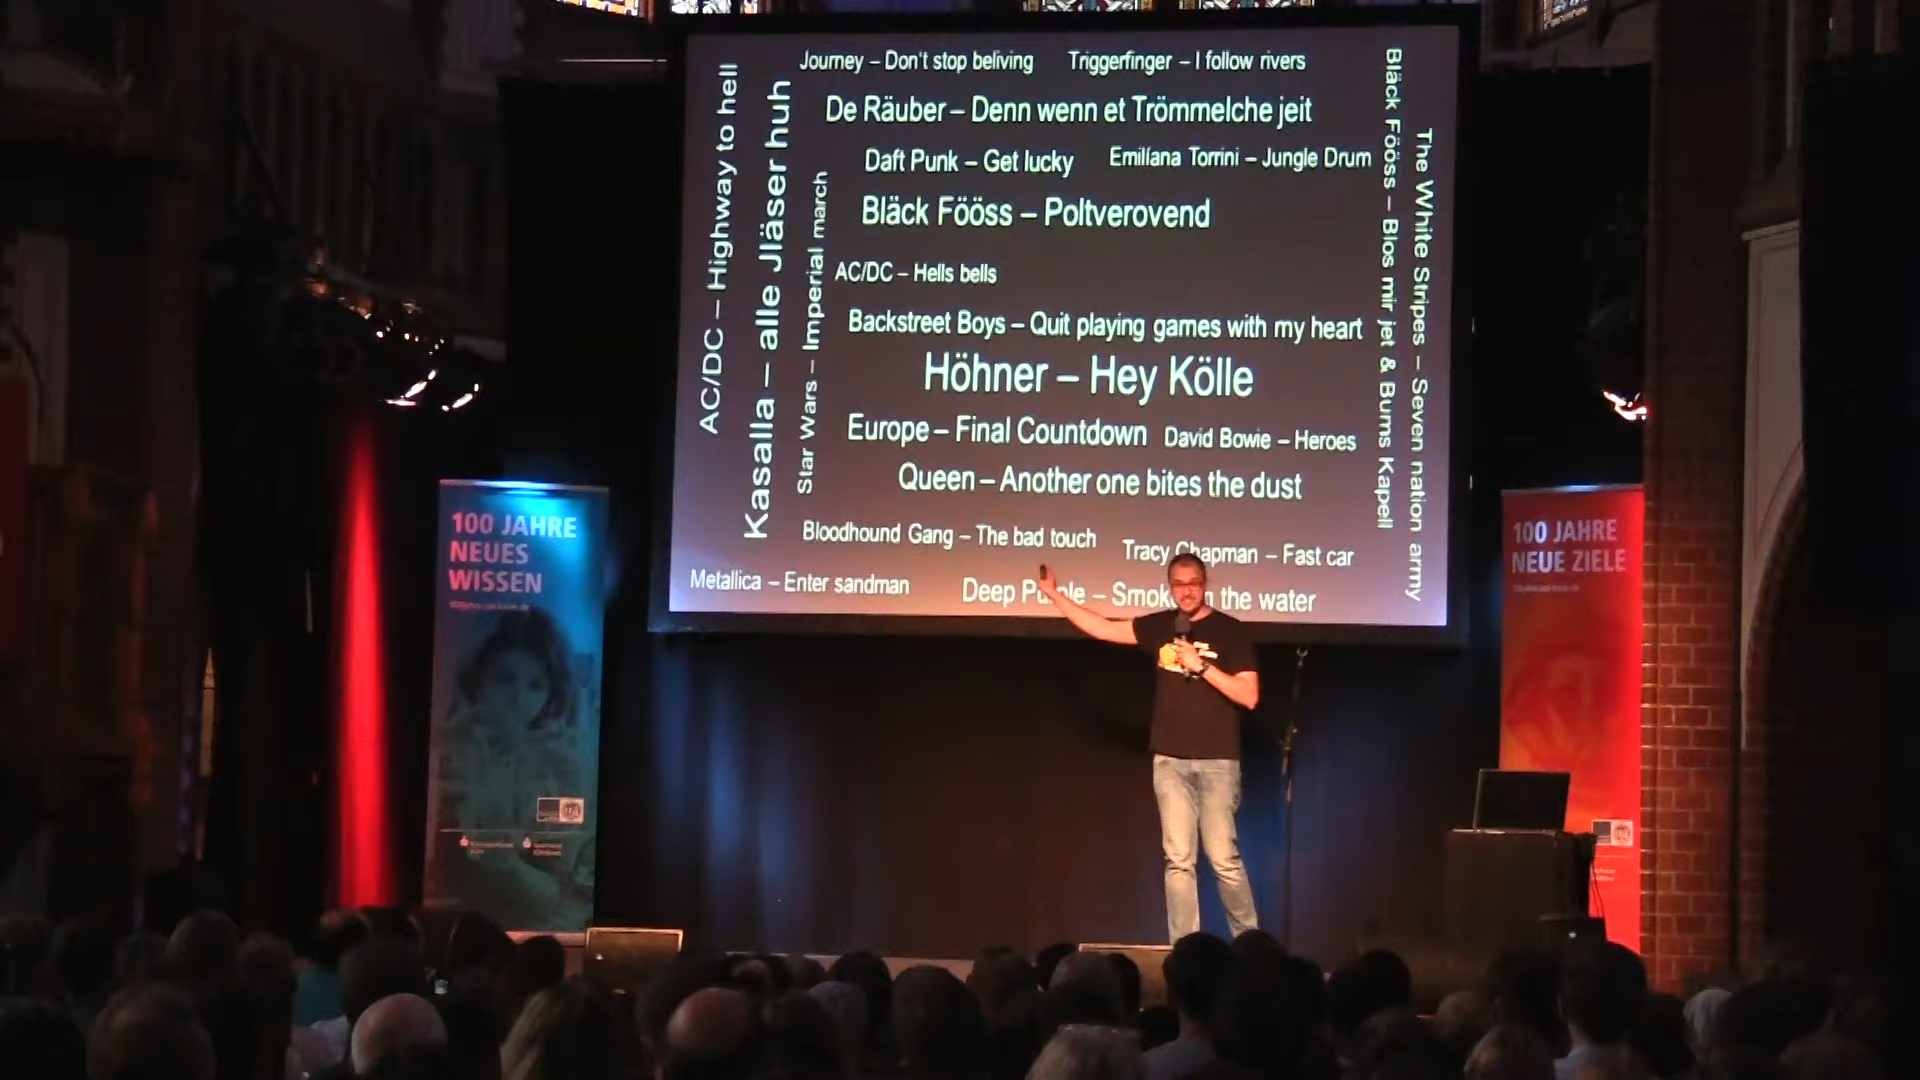 Journey – Don't stop beliving
Triggerfinger – I follow rivers
De Räuber – Denn wenn et Trömmelche jeit
Daft Punk – Get lucky
Emilíana Torrini – Jungle Drum
Bläck Fööss – Poltverovend
AC/DC – Hells bells
Backstreet Boys – Quit playing games with my heart
Höhner – Hey Kölle
Europe – Final Countdown
David Bowie – Heroes
Queen – Another one bites the dust
Bloodhound Gang – The bad touch
Tracy Chapman – Fast car
Metallica – Enter sandman
Deep Purple – Smoke the water
AC/DC – Highway to hell
Kasalla – alle Jläser huh
Star Wars – Imperial march
Bläck Fööss – Blos mir jet & Bums Kapell
The White Stripes – Seven nation army
100 JAHRE
NEUES
WISSEN
100 JAHRE
NEUE ZIELE